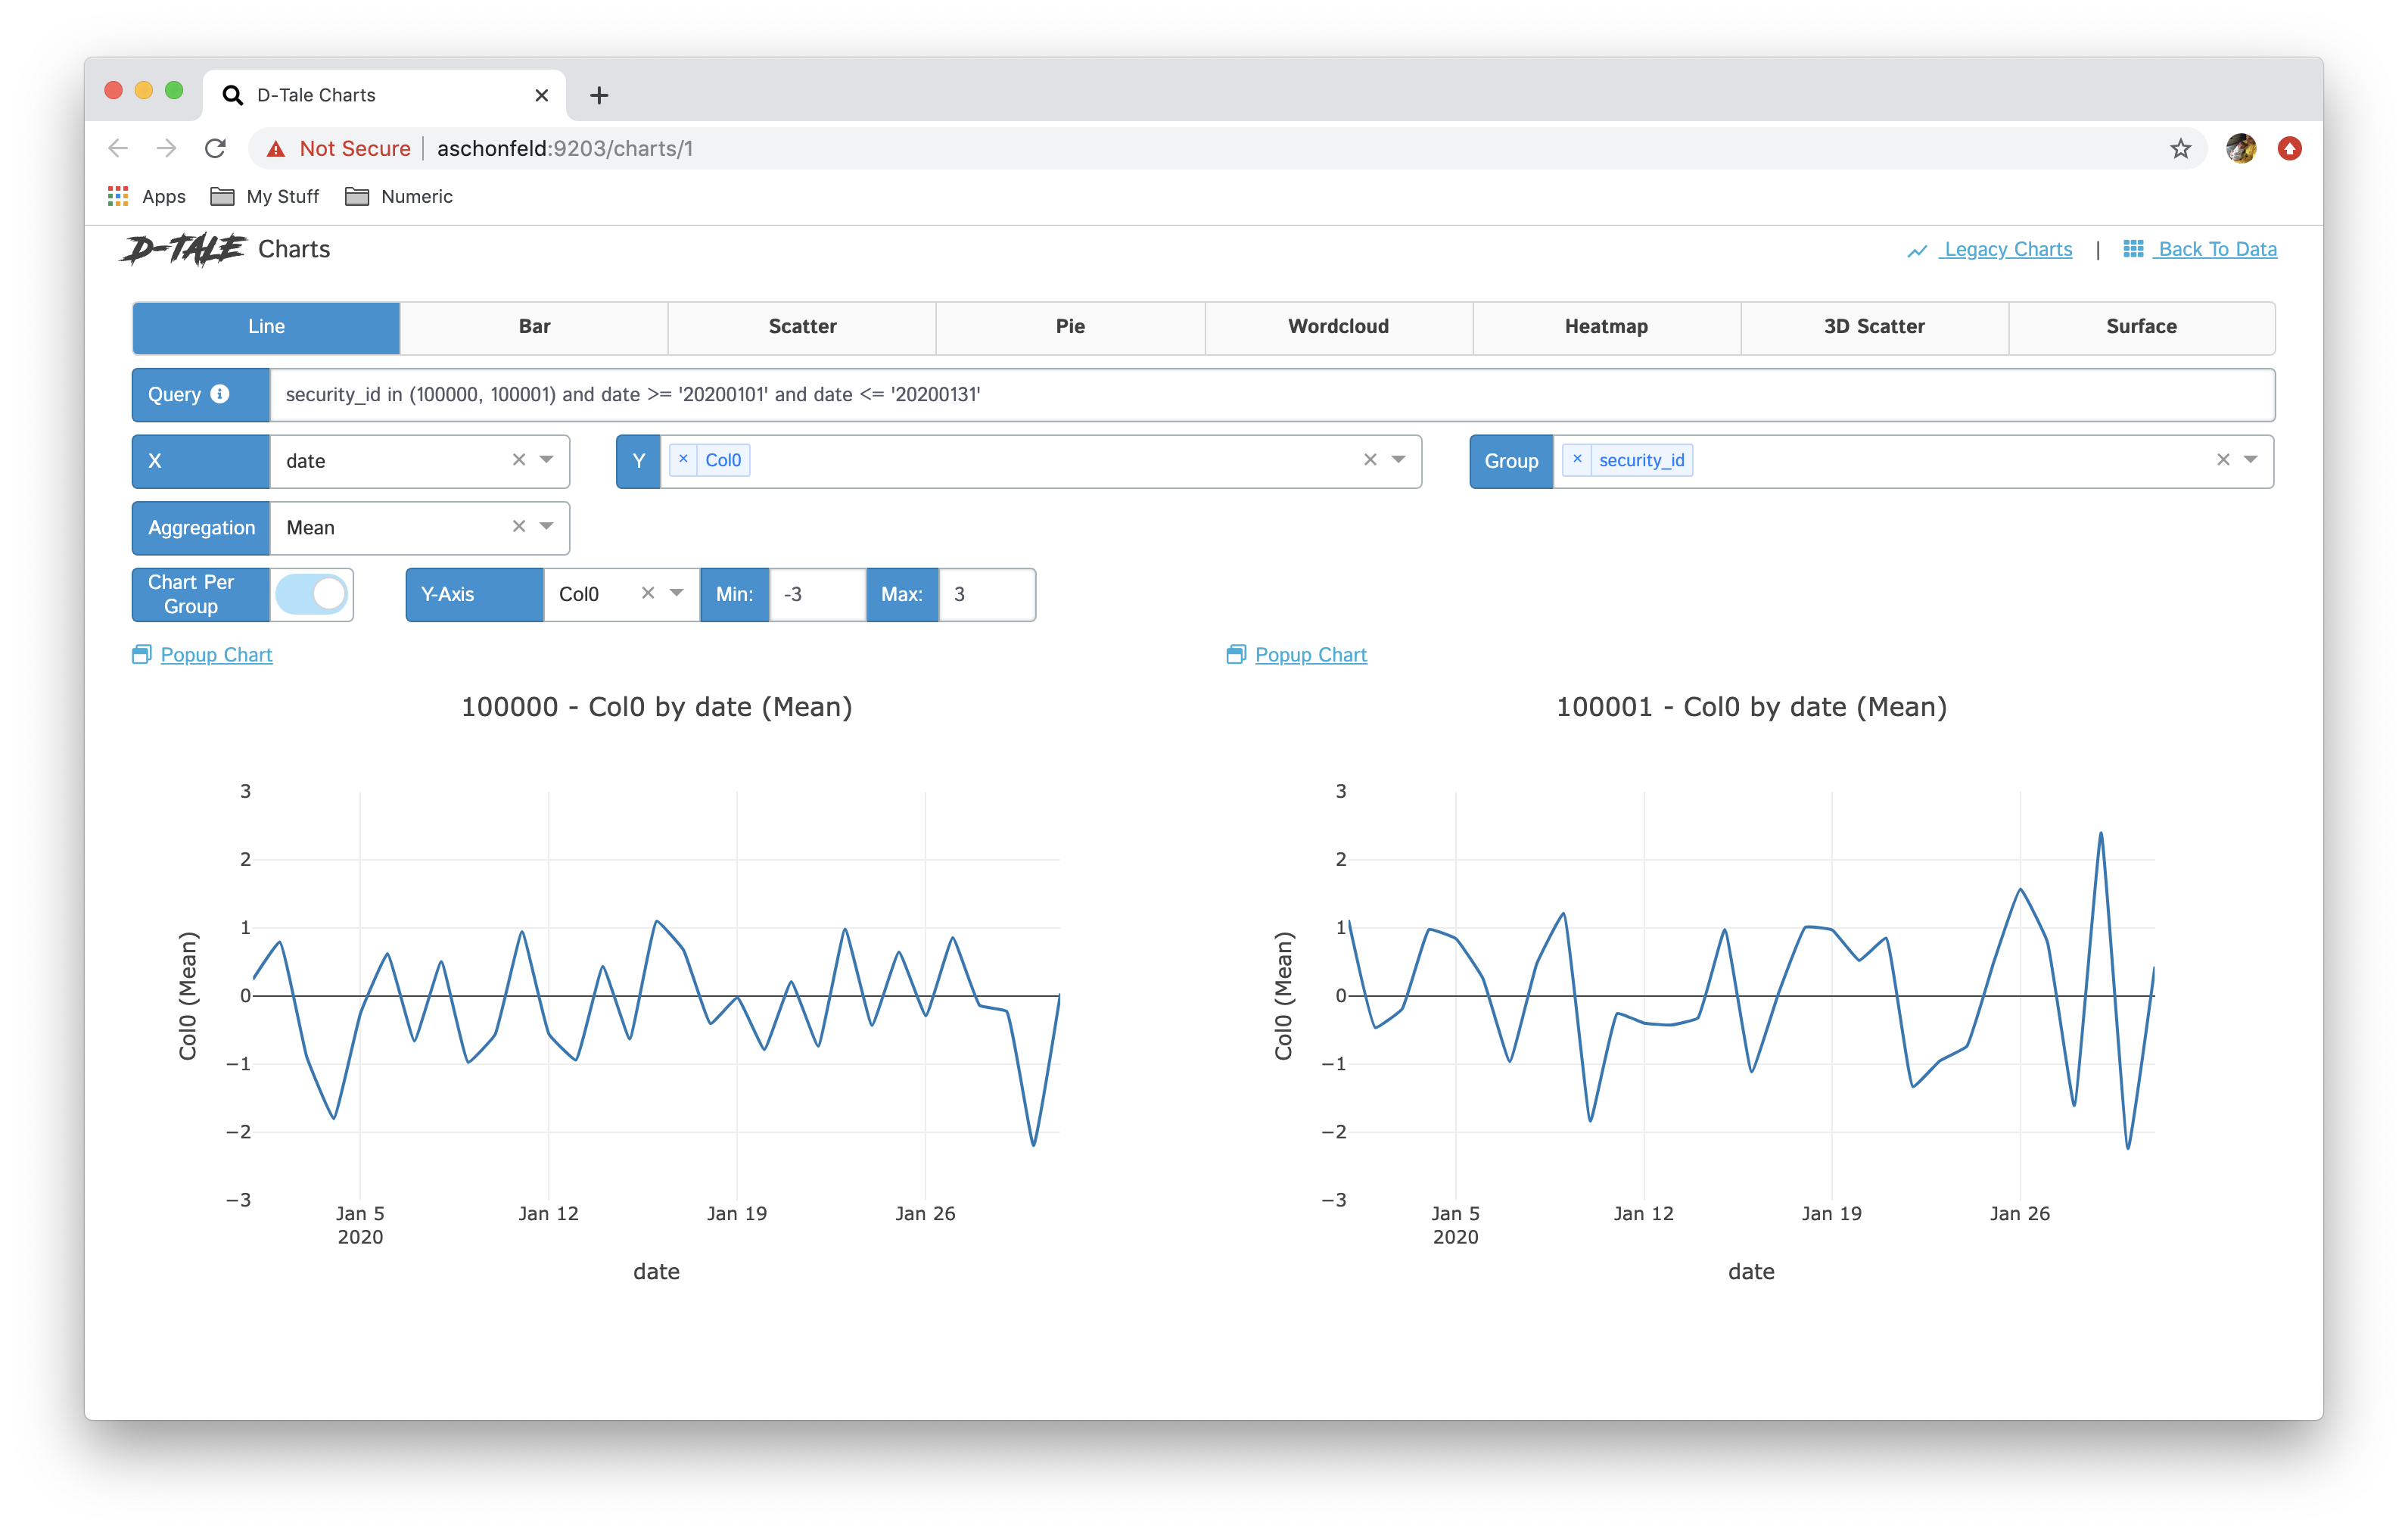 D-Tale Charts
Not Secure | aschonfeld:9203/charts/1
Apps My Stuff Numeric
D-TALE Charts Legacy Charts | Back To Data
Line Bar Scatter Pie Wordcloud Heatmap 3D Scatter Surface
Query security_id in (100000, 100001) and date >= '20200101' and date <= '20200131'
X date Y × Col0 Group × security_id
Aggregation Mean
Chart Per Group Y-Axis Col0 Min: -3 Max: 3
Popup Chart Popup Chart
100000 - Col0 by date (Mean)
3
2
1
0
−1
−2
−3
Col0 (Mean)
Jan 5 Jan 12 Jan 19 Jan 26
2020
date
100001 - Col0 by date (Mean)
3
2
1
0
−1
−2
−3
Col0 (Mean)
Jan 5 Jan 12 Jan 19 Jan 26
2020
date